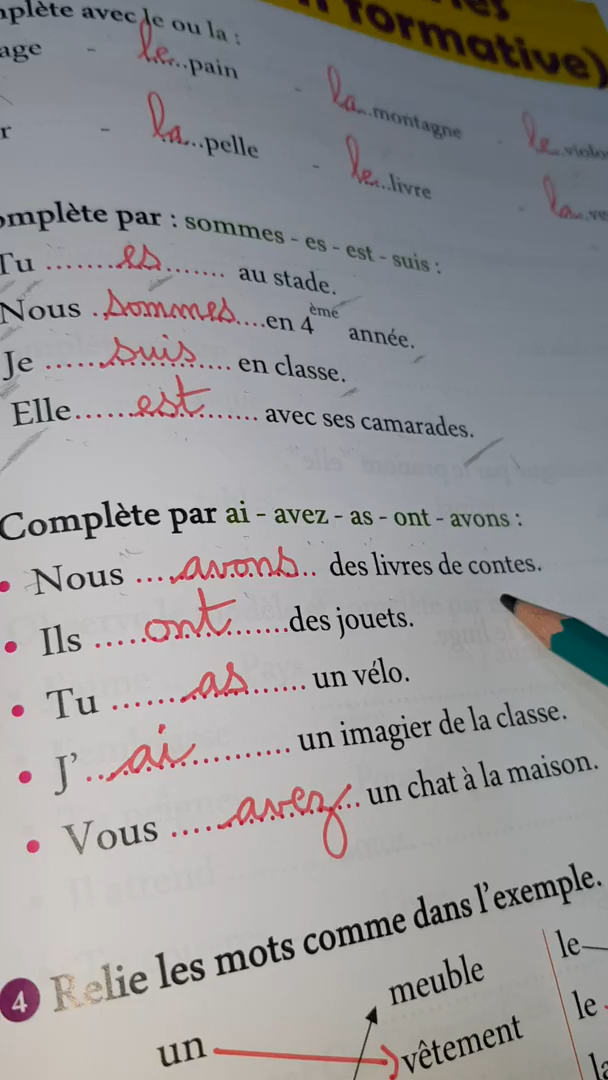 formative)
plète avec le ou la :
age - le pain - la montagne - le violo
r - la pelle - le livre - la ve
omplète par : sommes - es - est - suis :
Tu es au stade.
Nous sommes en 4ème année.
Je suis en classe.
Elle est avec ses camarades.
Complète par ai - avez - as - ont - avons :
• Nous avons des livres de contes.
• Ils ont des jouets.
• Tu as un vélo.
• J' ai un imagier de la classe.
• Vous avez un chat à la maison.
4 Relie les mots comme dans l'exemple.
meuble le
un vêtement le